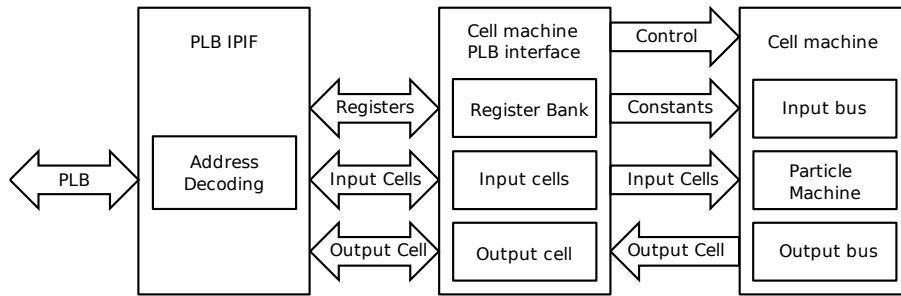 PLB
PLB IPIF
Address
Decoding
Registers
Input Cells
Output Cell
Cell machine
PLB interface
Register Bank
Input cells
Output cell
Control
Constants
Input Cells
Output Cell
Cell machine
Input bus
Particle
Machine
Output bus